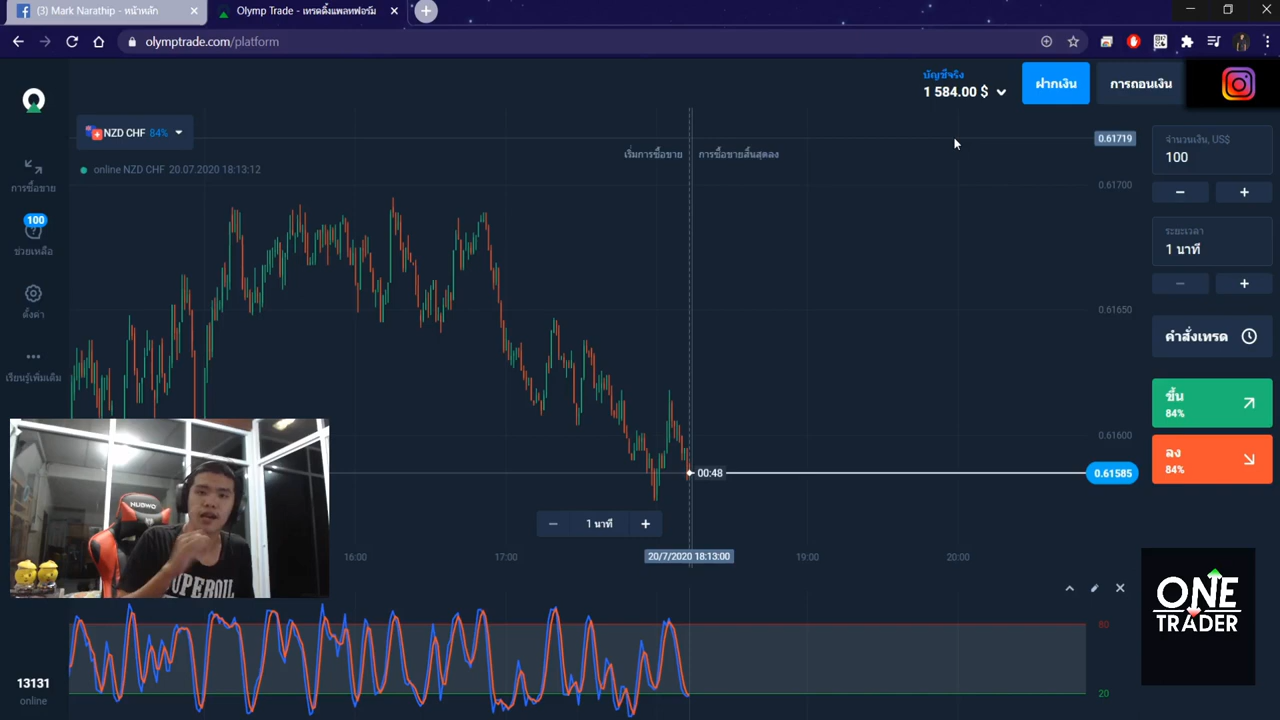 (3) Mark Narathip - หน้าหลัก
Olymp Trade - เทรดดิ้งแพลทฟอร์ม
olymptrade.com/platform
บัญชีจริง
1 584.00 $
ฝากเงิน
การถอนเงิน
NZD CHF 84%
online NZD CHF 20.07.2020 18:13:12
เริ่มการซื้อขาย
การซื้อขายสิ้นสุดลง
0.61719
0.61700
0.61650
0.61600
0.61585
จำนวนเงิน, US$
100
ระยะเวลา
1 นาที
คำสั่งเทรด
ขึ้น
84%
ลง
84%
การซื้อขาย
100
ช่วยเหลือ
ตั้งค่า
เรียนรู้เพิ่มเติม
00:48
1 นาที
16:00
17:00
20/7/2020 18:13:00
19:00
20:00
NUBWO
SUPEROIL
80
20
ONE
TRADER
13131
online